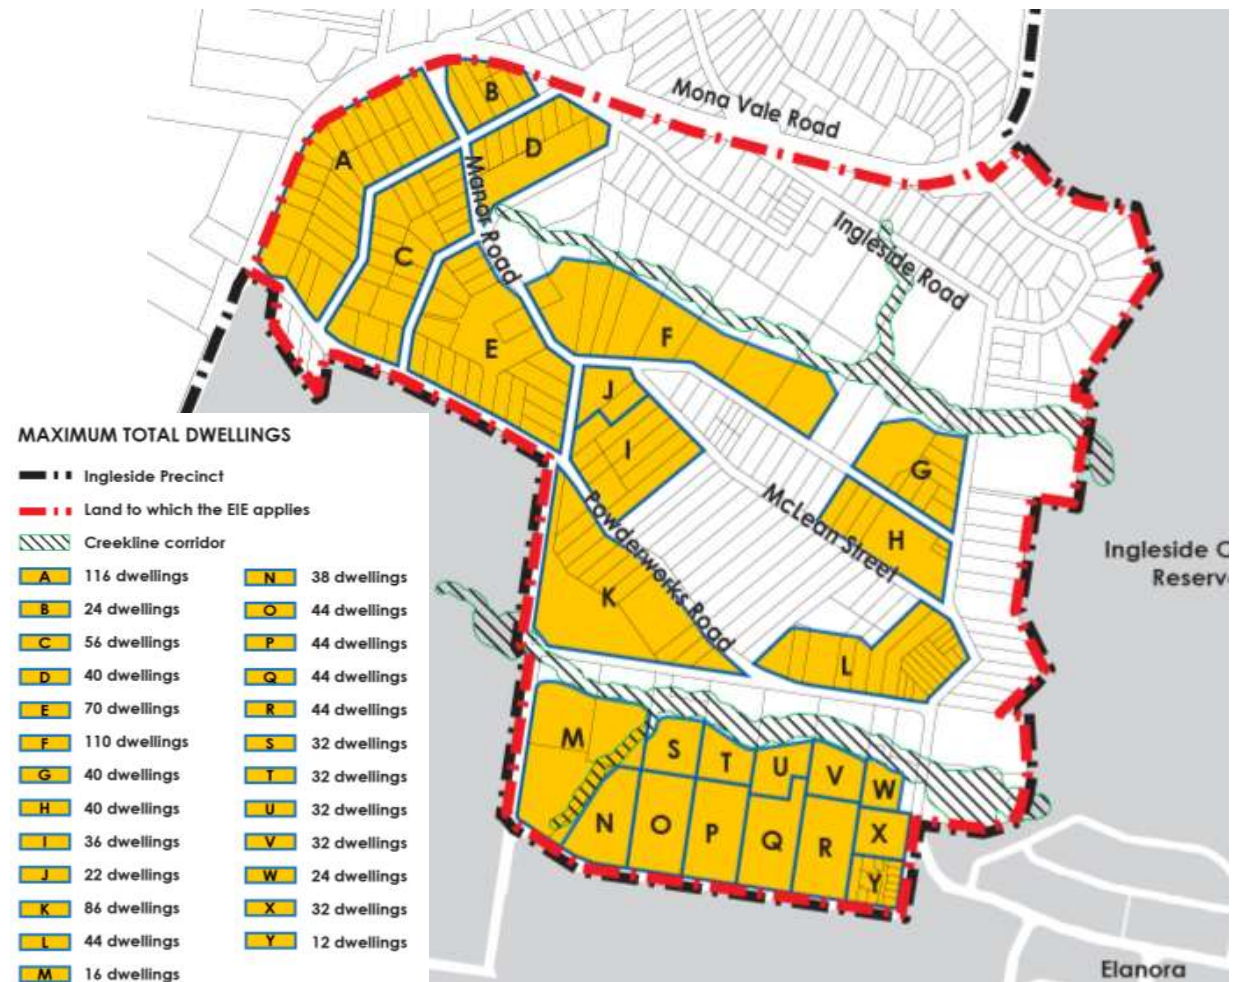 Mona Vale Road
Manor Road
Ingleside Road
McLean Street
Powderworks Road
Ingleside
Reserv
Elanora
A
B
C
D
E
F
G
H
I
J
K
L
M
N
O
P
Q
R
S
T
U
V
W
X
Y
MAXIMUM TOTAL DWELLINGS
Ingleside Precinct
Land to which the EIE applies
Creekline corridor
A 116 dwellings
B 24 dwellings
C 56 dwellings
D 40 dwellings
E 70 dwellings
F 110 dwellings
G 40 dwellings
H 40 dwellings
I 36 dwellings
J 22 dwellings
K 86 dwellings
L 44 dwellings
M 16 dwellings
N 38 dwellings
O 44 dwellings
P 44 dwellings
Q 44 dwellings
R 44 dwellings
S 32 dwellings
T 32 dwellings
U 32 dwellings
V 32 dwellings
W 24 dwellings
X 32 dwellings
Y 12 dwellings